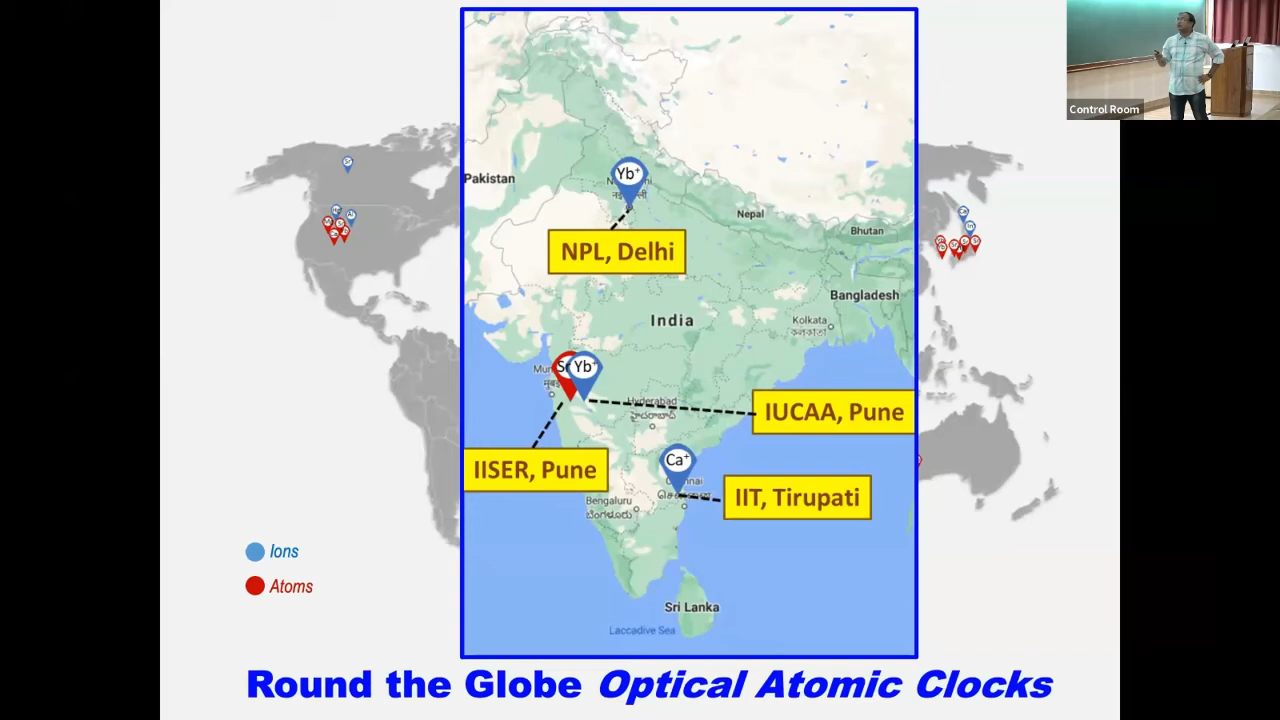 Control Room
Pakistan
Yb⁺
NPL, Delhi
Nepal
Bhutan
Bangladesh
India
Kolkata
Yb⁺
Hyderabad
IUCAA, Pune
IISER, Pune
Ca⁺
IIT, Tirupati
Bengaluru
ಬೆಂಗಳೂರು
Ions
Atoms
Sri Lanka
Laccadive Sea
Round the Globe Optical Atomic Clocks